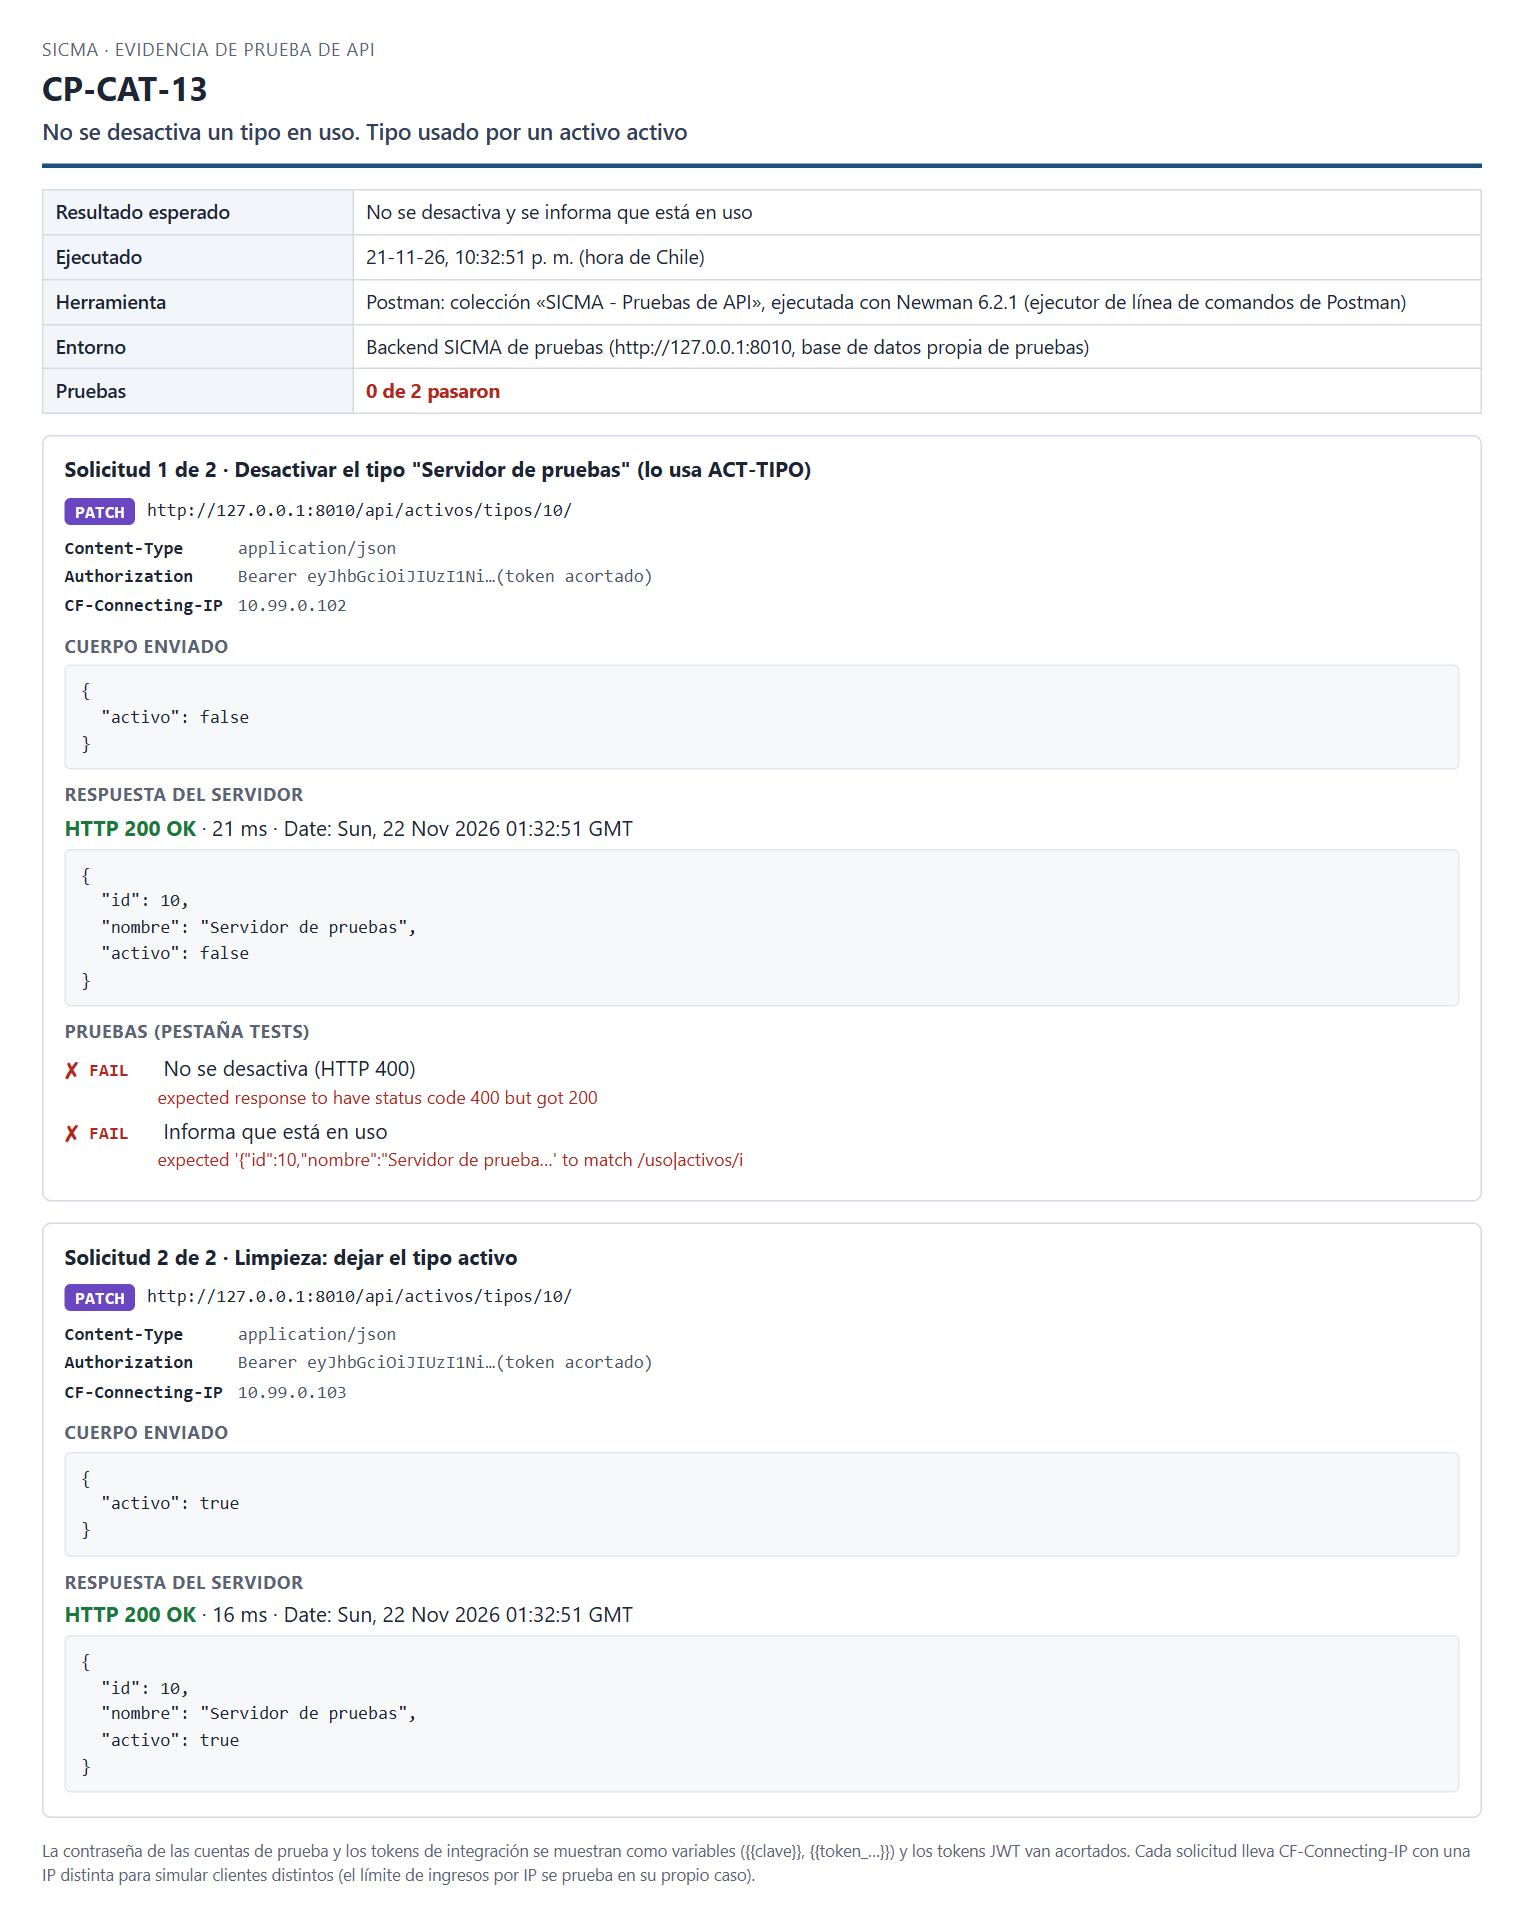 SICMA · EVIDENCIA DE PRUEBA DE API
CP-CAT-13
No se desactiva un tipo en uso. Tipo usado por un activo activo
Resultado esperado No se desactiva y se informa que está en uso
Ejecutado 21-11-26, 10:32:51 p. m. (hora de Chile)
Herramienta Postman: colección «SICMA - Pruebas de API», ejecutada con Newman 6.2.1 (ejecutor de línea de comandos de Postman)
Entorno Backend SICMA de pruebas (http://127.0.0.1:8010, base de datos propia de pruebas)
Pruebas 0 de 2 pasaron
Solicitud 1 de 2 · Desactivar el tipo "Servidor de pruebas" (lo usa ACT-TIPO)
PATCH http://127.0.0.1:8010/api/activos/tipos/10/
Content-Type application/json
Authorization Bearer eyJhbGciOiJIUzI1Ni…(token acortado)
CF-Connecting-IP 10.99.0.102
CUERPO ENVIADO
{
"activo": false
}
RESPUESTA DEL SERVIDOR
HTTP 200 OK · 21 ms · Date: Sun, 22 Nov 2026 01:32:51 GMT
{
"id": 10,
"nombre": "Servidor de pruebas",
"activo": false
}
PRUEBAS (PESTAÑA TESTS)
✗ FAIL No se desactiva (HTTP 400)
expected response to have status code 400 but got 200
✗ FAIL Informa que está en uso
expected '{"id":10,"nombre":"Servidor de prueba…' to match /uso|activos/i
Solicitud 2 de 2 · Limpieza: dejar el tipo activo
PATCH http://127.0.0.1:8010/api/activos/tipos/10/
Content-Type application/json
Authorization Bearer eyJhbGciOiJIUzI1Ni…(token acortado)
CF-Connecting-IP 10.99.0.103
CUERPO ENVIADO
{
"activo": true
}
RESPUESTA DEL SERVIDOR
HTTP 200 OK · 16 ms · Date: Sun, 22 Nov 2026 01:32:51 GMT
{
"id": 10,
"nombre": "Servidor de pruebas",
"activo": true
}
La contraseña de las cuentas de prueba y los tokens de integración se muestran como variables ({{clave}}, {{token_…}}) y los tokens JWT van acortados. Cada solicitud lleva CF-Connecting-IP con una
IP distinta para simular clientes distintos (el límite de ingresos por IP se prueba en su propio caso).